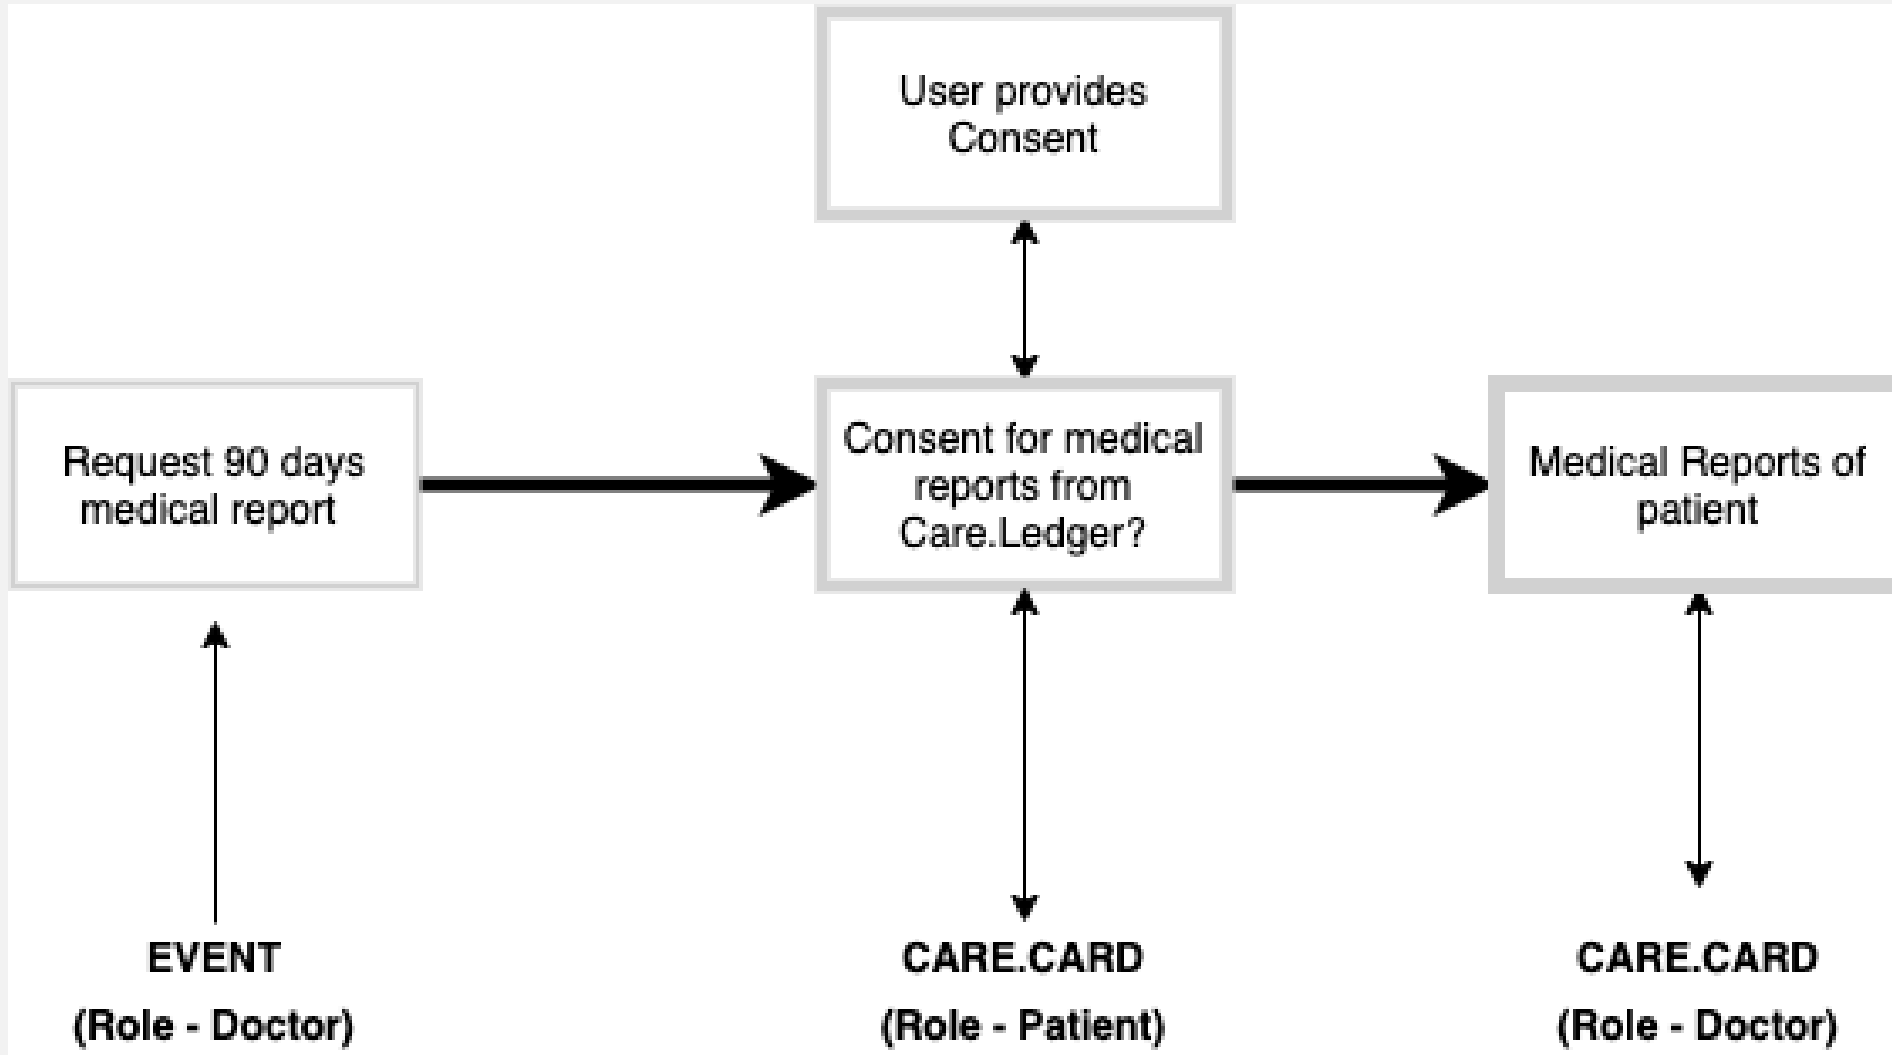 User provides
Consent
Request 90 days
medical report
Consent for medical
reports from
Care.Ledger?
Medical Reports of
patient
EVENT
(Role - Doctor)
CARE.CARD
(Role - Patient)
CARE.CARD
(Role - Doctor)